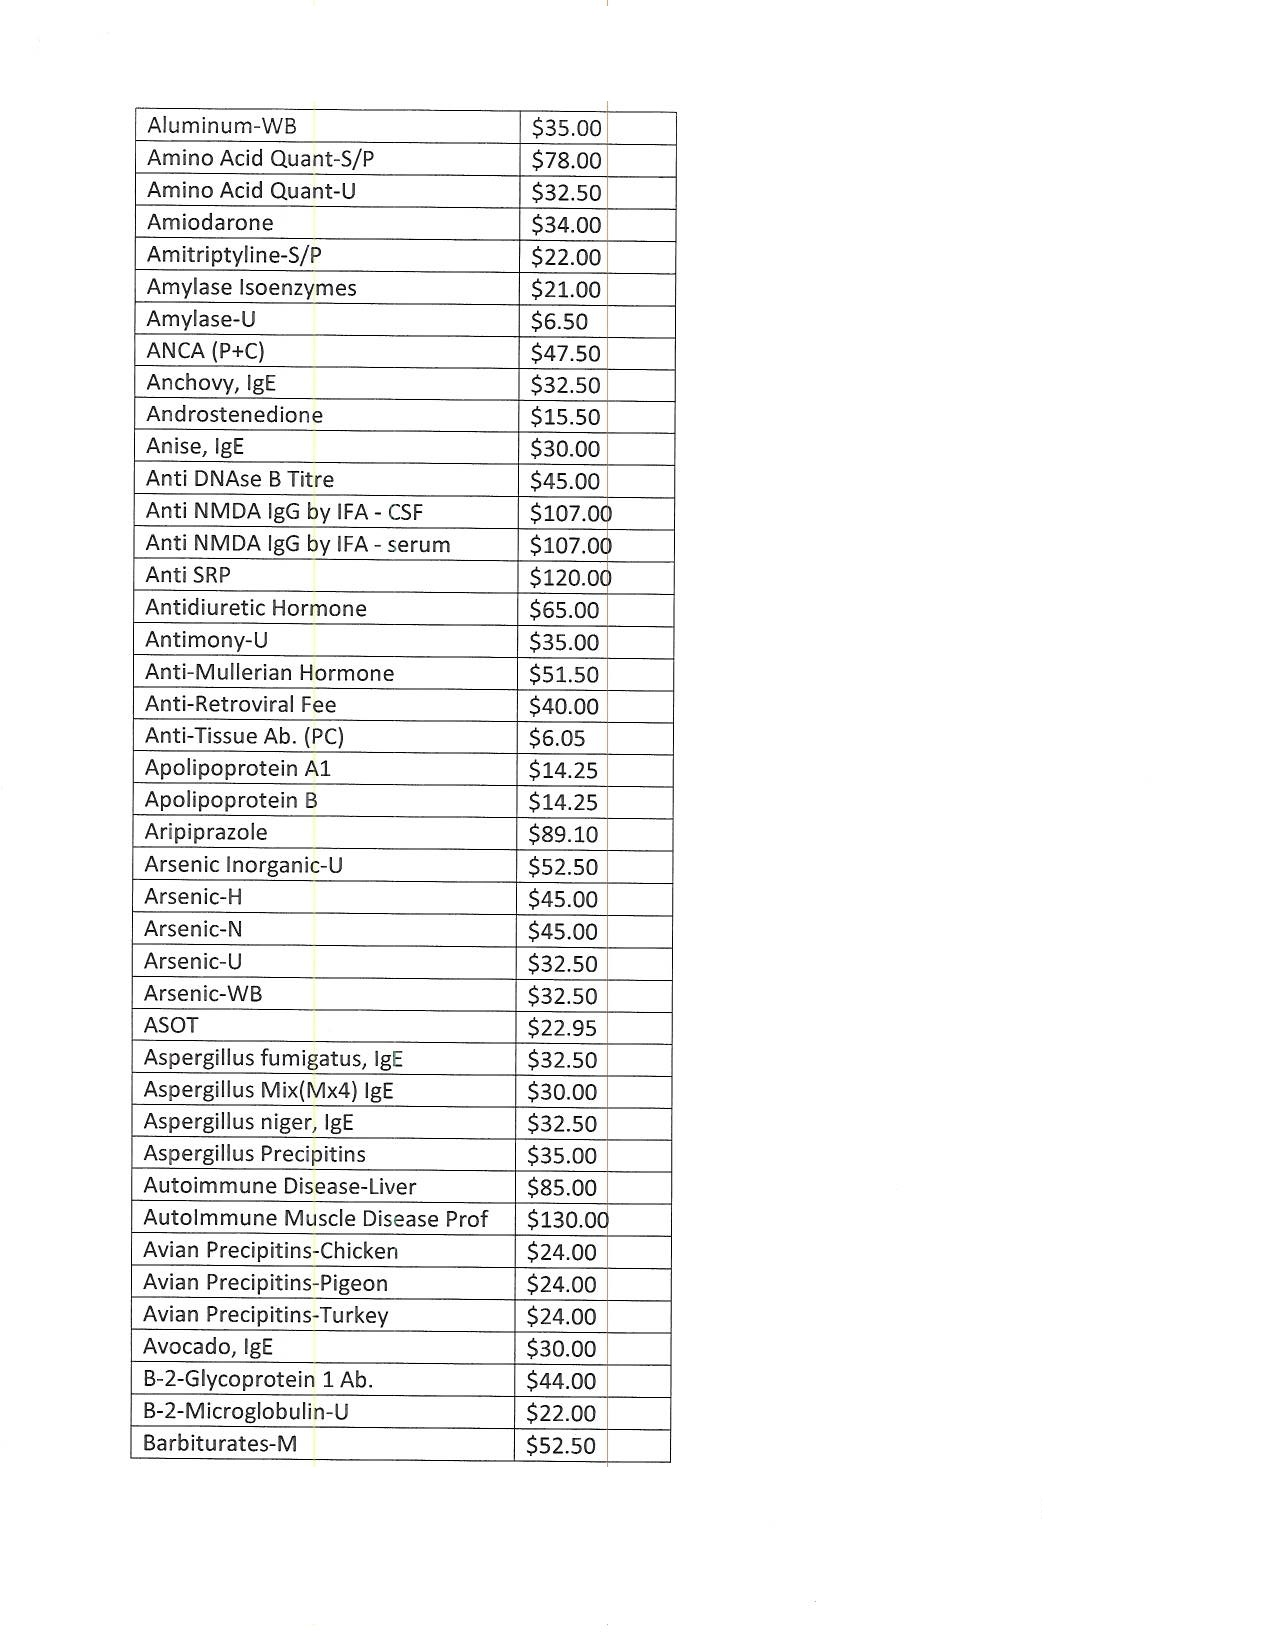 Aluminum-WB $35.00
Amino Acid Quant-S/P $78.00
Amino Acid Quant-U $32.50
Amiodarone $34.00
Amitriptyline-S/P $22.00
Amylase Isoenzymes $21.00
Amylase-U $6.50
ANCA (P+C) $47.50
Anchovy, IgE $32.50
Androstenedione $15.50
Anise, IgE $30.00
Anti DNAse B Titre $45.00
Anti NMDA IgG by IFA - CSF $107.00
Anti NMDA IgG by IFA - serum $107.00
Anti SRP $120.00
Antidiuretic Hormone $65.00
Antimony-U $35.00
Anti-Mullerian Hormone $51.50
Anti-Retroviral Fee $40.00
Anti-Tissue Ab. (PC) $6.05
Apolipoprotein A1 $14.25
Apolipoprotein B $14.25
Aripiprazole $89.10
Arsenic Inorganic-U $52.50
Arsenic-H $45.00
Arsenic-N $45.00
Arsenic-U $32.50
Arsenic-WB $32.50
ASOT $22.95
Aspergillus fumigatus, IgE $32.50
Aspergillus Mix(Mx4) IgE $30.00
Aspergillus niger, IgE $32.50
Aspergillus Precipitins $35.00
Autoimmune Disease-Liver $85.00
AutoImmune Muscle Disease Prof $130.00
Avian Precipitins-Chicken $24.00
Avian Precipitins-Pigeon $24.00
Avian Precipitins-Turkey $24.00
Avocado, IgE $30.00
B-2-Glycoprotein 1 Ab. $44.00
B-2-Microglobulin-U $22.00
Barbiturates-M $52.50